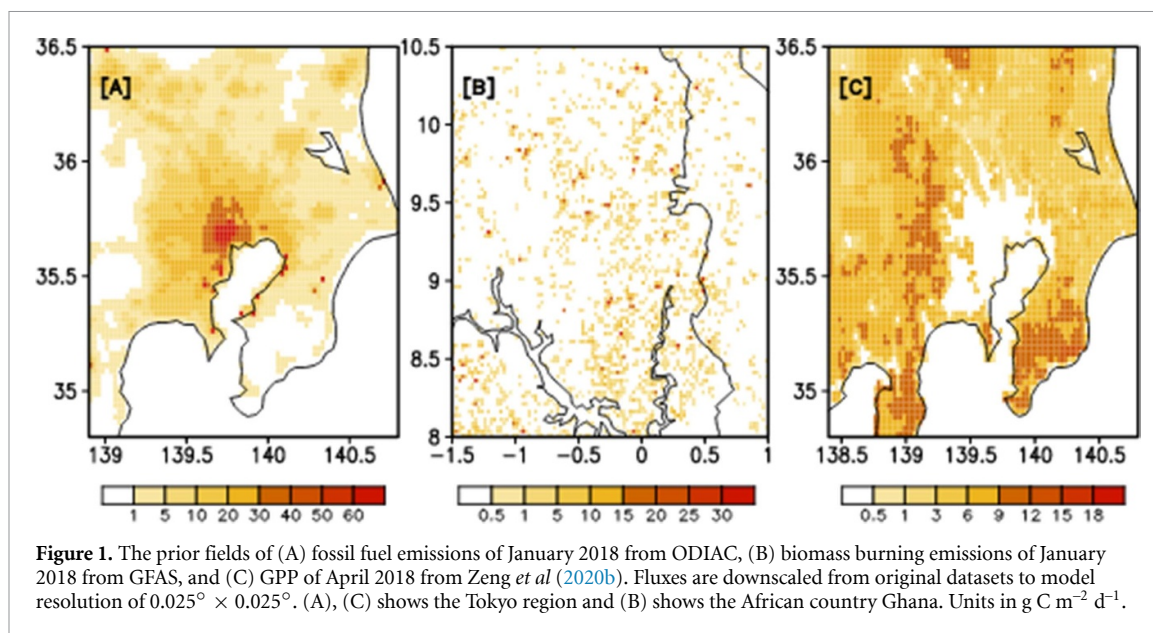 36.5 10.5 36.5
[A] [B] [C]
10
36 36
9.5
35.5 9 35.5
8.5
35 35
8
139 139.5 140 140.5 -1.5 -1 -0.5 0 0.5 1 138.5 139 139.5 140 140.5
1 5 10 20 30 40 50 60 0.5 1 5 10 15 20 25 30 0.5 1 3 6 9 12 15 18
Figure 1. The prior fields of (A) fossil fuel emissions of January 2018 from ODIAC, (B) biomass burning emissions of January
2018 from GFAS, and (C) GPP of April 2018 from Zeng et al (2020b). Fluxes are downscaled from original datasets to model
resolution of 0.025° × 0.025°. (A), (C) shows the Tokyo region and (B) shows the African country Ghana. Units in g C m⁻² d⁻¹.